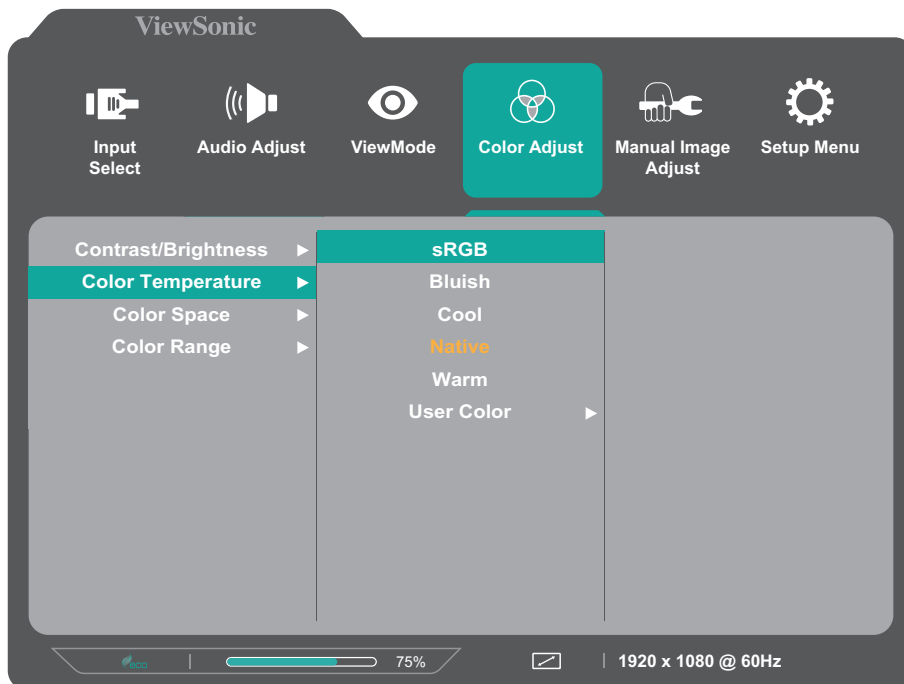 ViewSonic
Input
Select
Audio Adjust
ViewMode
Color Adjust
Manual Image
Adjust
Setup Menu
Contrast/Brightness ▶
Color Temperature ▶
Color Space ▶
Color Range ▶
sRGB
Bluish
Cool
Native
Warm
User Color ▶
eco
75%
1920 x 1080 @ 60Hz